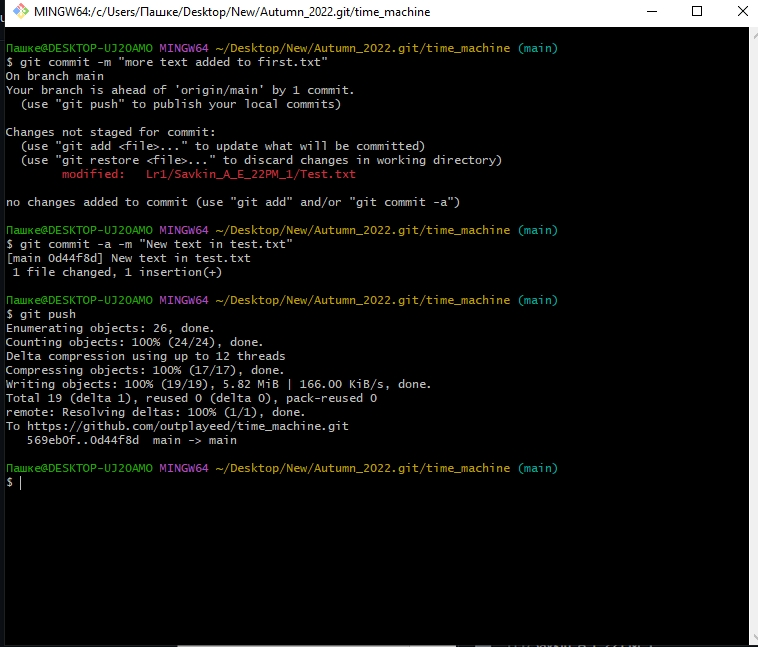 MINGW64:/c/Users/Пашке/Desktop/New/Autumn_2022.git/time_machine
Пашке@DESKTOP-UJ2OAMO MINGW64 ~/Desktop/New/Autumn_2022.git/time_machine (main)
$ git commit -m "more text added to first.txt"
On branch main
Your branch is ahead of 'origin/main' by 1 commit.
  (use "git push" to publish your local commits)
Changes not staged for commit:
  (use "git add <file>..." to update what will be committed)
  (use "git restore <file>..." to discard changes in working directory)
        modified:   Lr1/Savkin_A_E_22PM_1/Test.txt
no changes added to commit (use "git add" and/or "git commit -a")
Пашке@DESKTOP-UJ2OAMO MINGW64 ~/Desktop/New/Autumn_2022.git/time_machine (main)
$ git commit -a -m "New text in test.txt"
[main 0d44f8d] New text in test.txt
 1 file changed, 1 insertion(+)
Пашке@DESKTOP-UJ2OAMO MINGW64 ~/Desktop/New/Autumn_2022.git/time_machine (main)
$ git push
Enumerating objects: 26, done.
Counting objects: 100% (24/24), done.
Delta compression using up to 12 threads
Compressing objects: 100% (17/17), done.
Writing objects: 100% (19/19), 5.82 MiB | 166.00 KiB/s, done.
Total 19 (delta 1), reused 0 (delta 0), pack-reused 0
remote: Resolving deltas: 100% (1/1), done.
To https://github.com/outplayeed/time_machine.git
   569eb0f..0d44f8d  main -> main
Пашке@DESKTOP-UJ2OAMO MINGW64 ~/Desktop/New/Autumn_2022.git/time_machine (main)
$